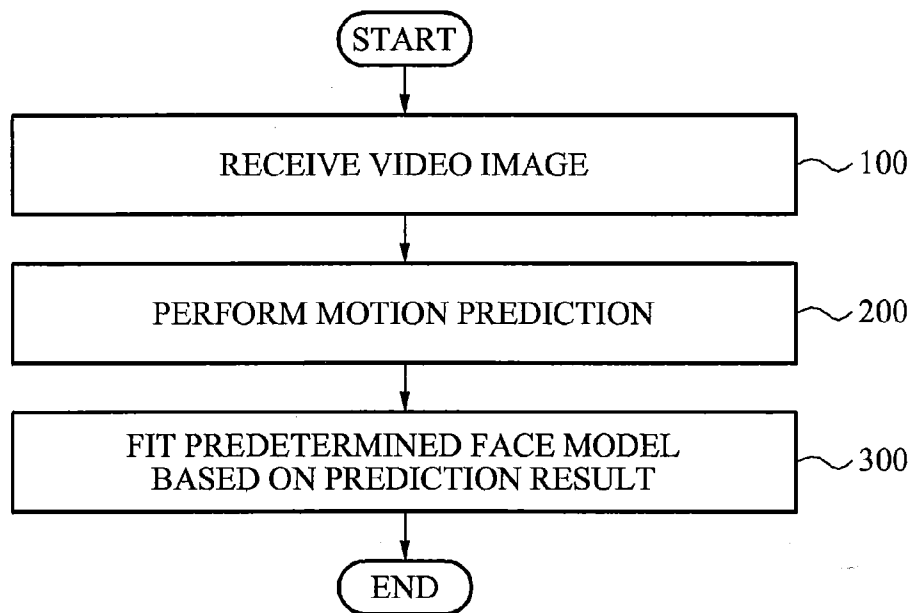 START
RECEIVE VIDEO IMAGE
100
PERFORM MOTION PREDICTION
200
FIT PREDETERMINED FACE MODEL
BASED ON PREDICTION RESULT
300
END